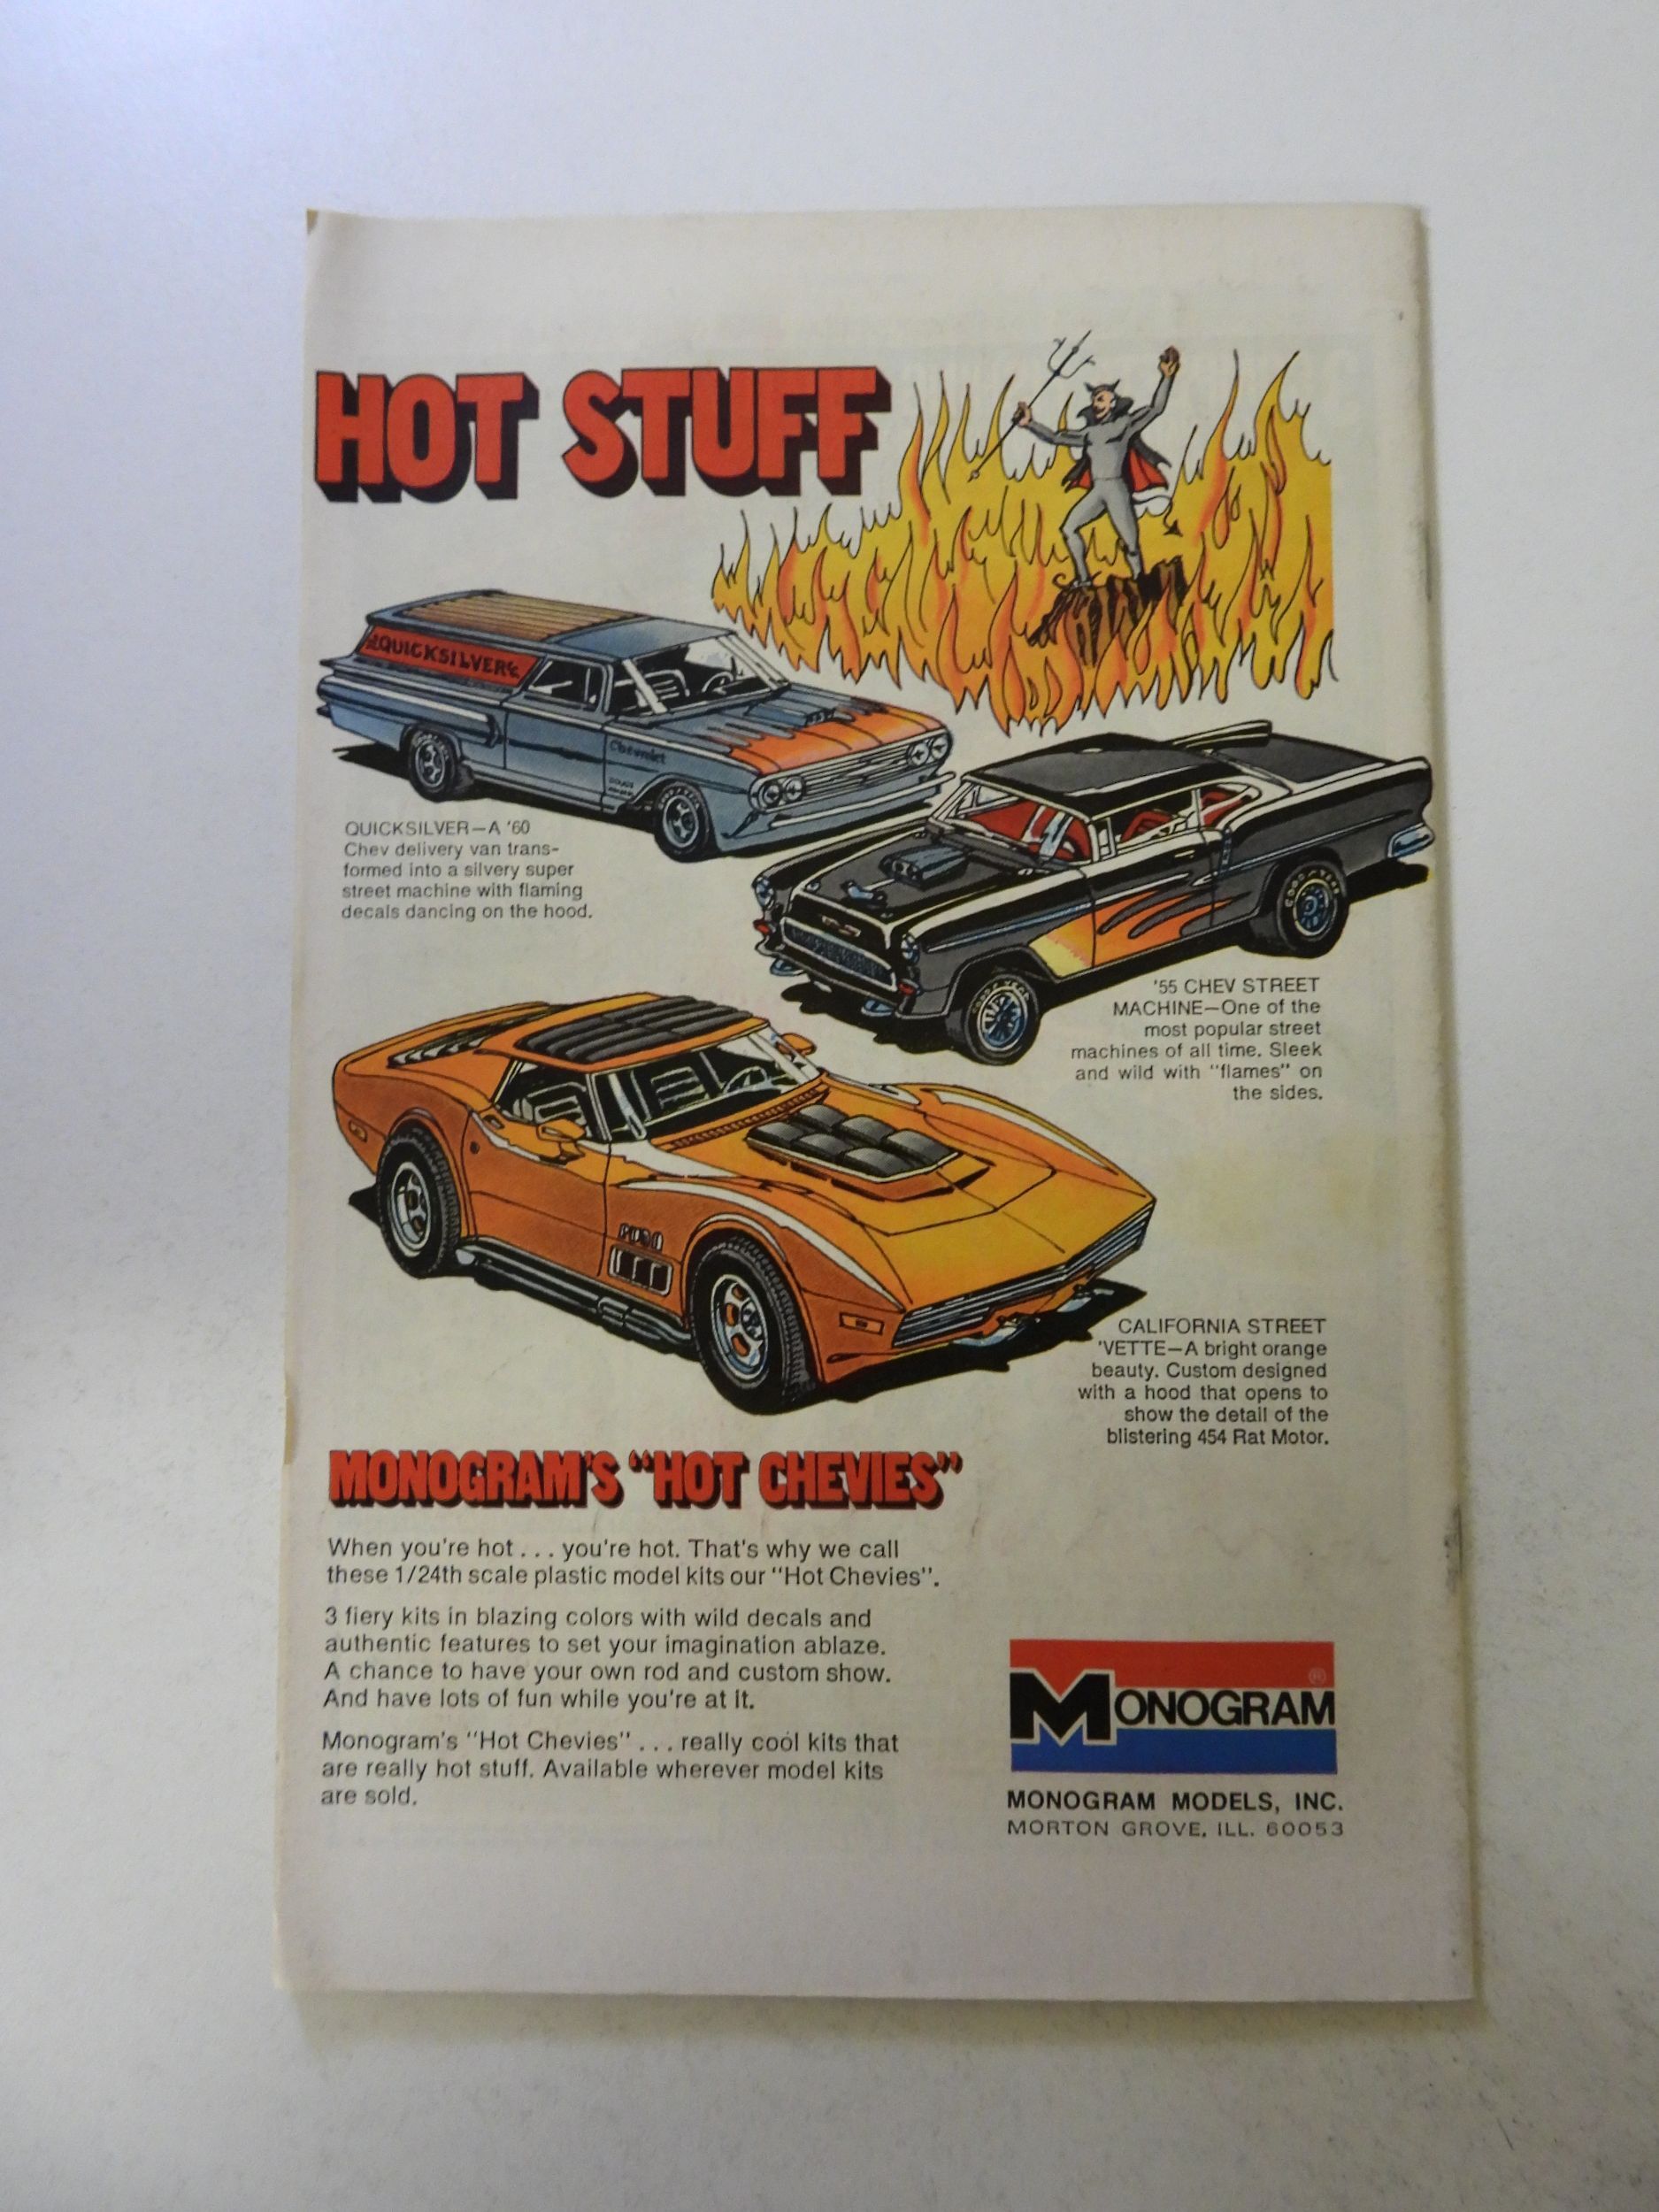 HOT STUFF
QUICKSILVER
Chevrolet
QUICKSILVER—A '60
Chev delivery van trans-
formed into a silvery super
street machine with flaming
decals dancing on the hood.
GOOD YEAR
GOOD YEAR
'55 CHEV STREET
MACHINE—One of the
most popular street
machines of all time. Sleek
and wild with "flames" on
the sides.
CALIFORNIA STREET
'VETTE—A bright orange
beauty. Custom designed
with a hood that opens to
show the detail of the
blistering 454 Rat Motor.
MONOGRAM'S "HOT CHEVIES"
When you're hot . . . you're hot. That's why we call
these 1/24th scale plastic model kits our "Hot Chevies".
3 fiery kits in blazing colors with wild decals and
authentic features to set your imagination ablaze.
A chance to have your own rod and custom show.
And have lots of fun while you're at it.
Monogram's "Hot Chevies" . . . really cool kits that
are really hot stuff. Available wherever model kits
are sold.
MONOGRAM®
MONOGRAM MODELS, INC.
MORTON GROVE, ILL. 60053